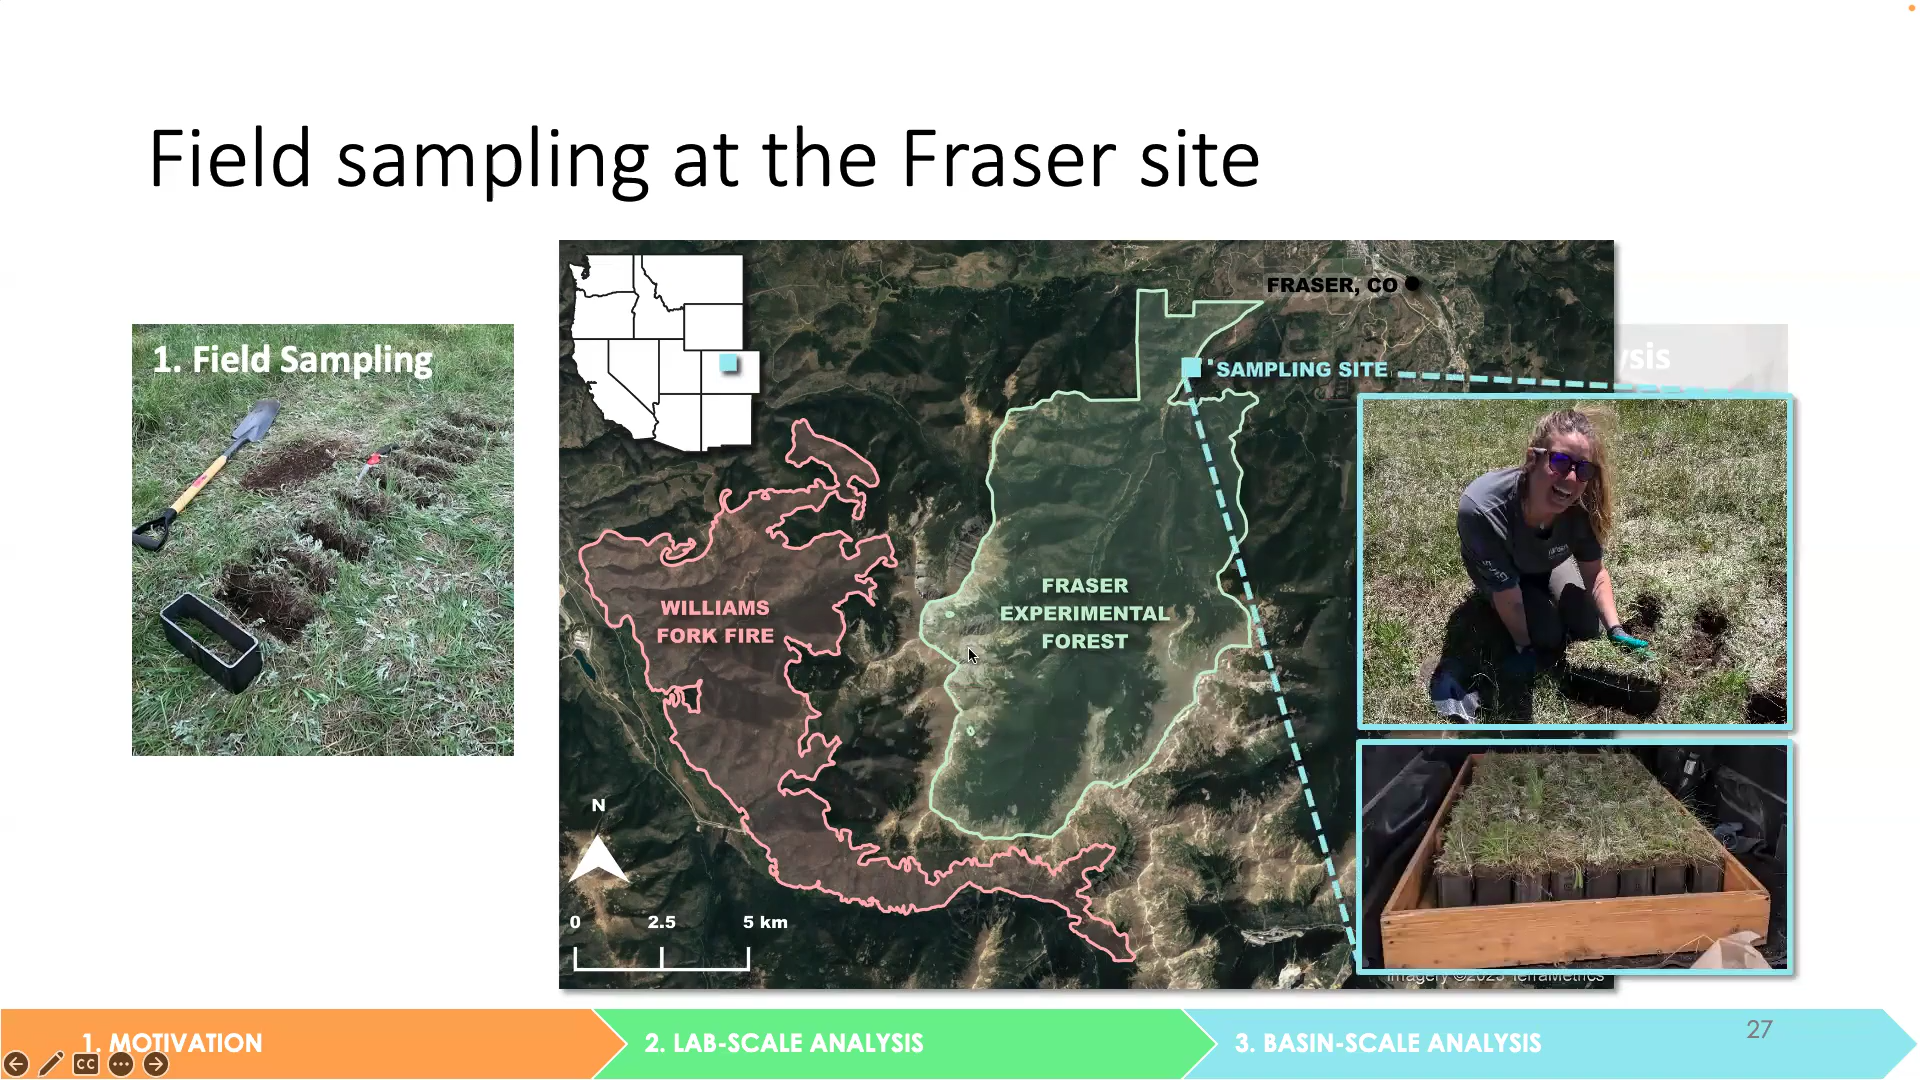 Field sampling at the Fraser site
1. Field Sampling
FRASER, CO
SAMPLING SITE
WILLIAMS
FORK FIRE
FRASER
EXPERIMENTAL
FOREST
N
0 2.5 5 km
1. MOTIVATION
2. LAB-SCALE ANALYSIS
3. BASIN-SCALE ANALYSIS
27
CC